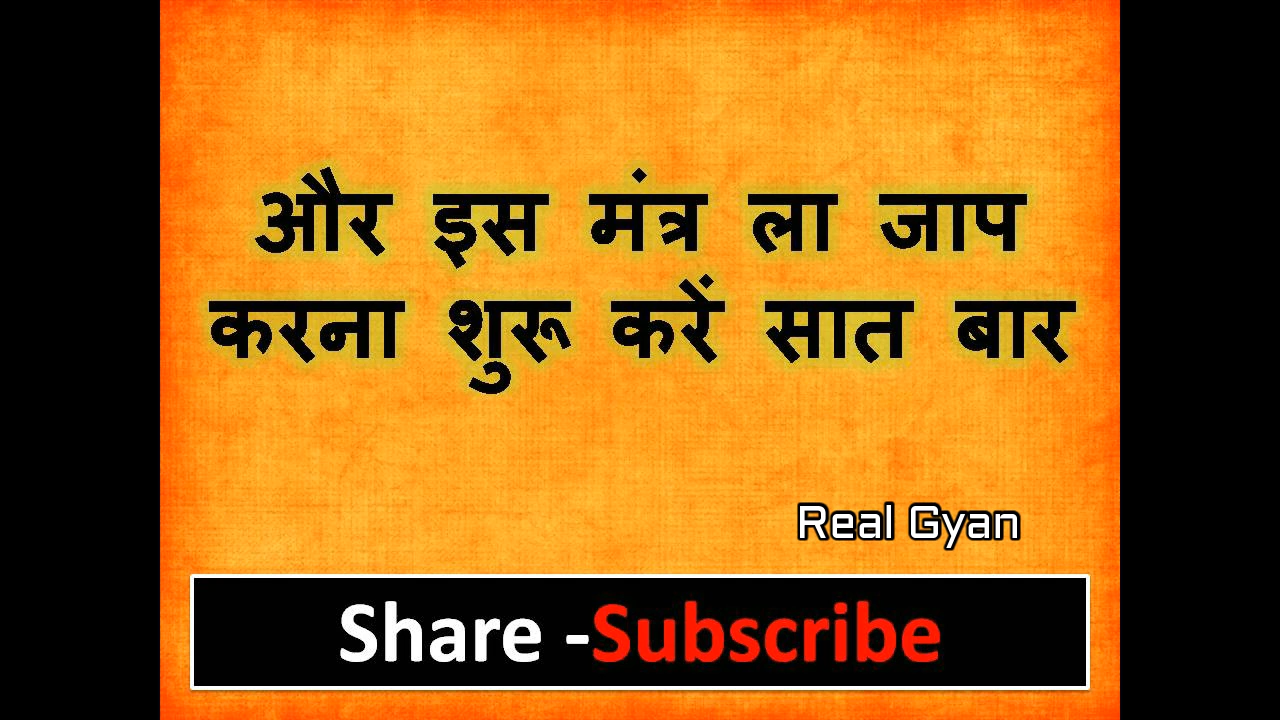 और इस मंत्र ला जाप
करना शुरू करें सात बार
Real Gyan
Share -Subscribe